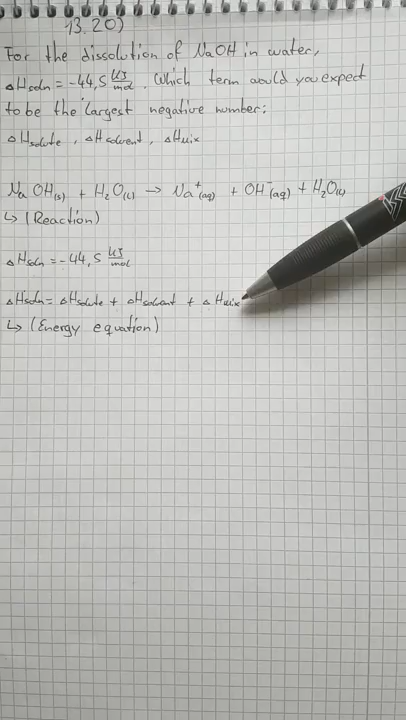 13.20)
For the dissolution of NaOH in water,
ΔHsoln = -44,5 kJ/mol. Which term would you expect
to be the largest negative number:
ΔHsolute, ΔHsolvent, ΔHmix
NaOH(s) + H2O(l) → Na+(aq) + OH-(aq) + H2O(l)
↳ (Reaction)
ΔHsoln = -44,5 kJ/mol
ΔHsoln = ΔHsolute + ΔHsolvent + ΔHmix
↳ (Energy equation)